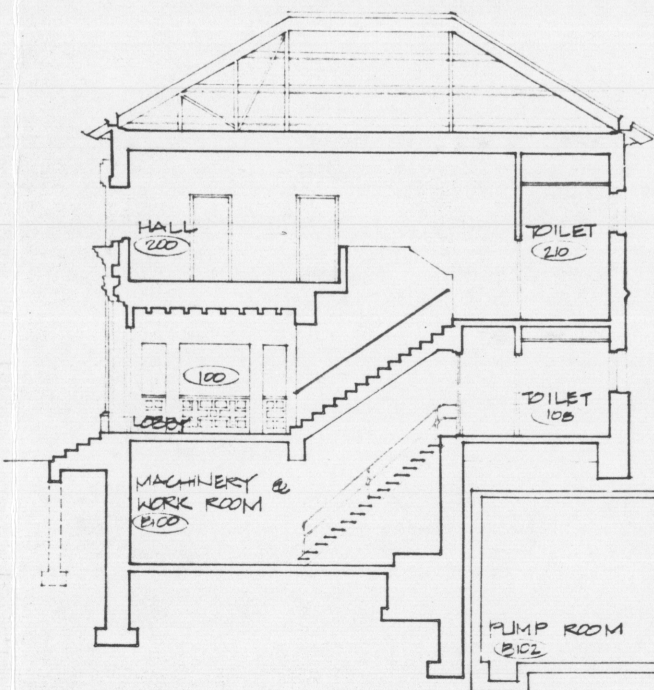 HALL
200
TOILET
210
100
LOBBY
TOILET
108
MACHINERY &
WORK ROOM
B100
PUMP ROOM
B102